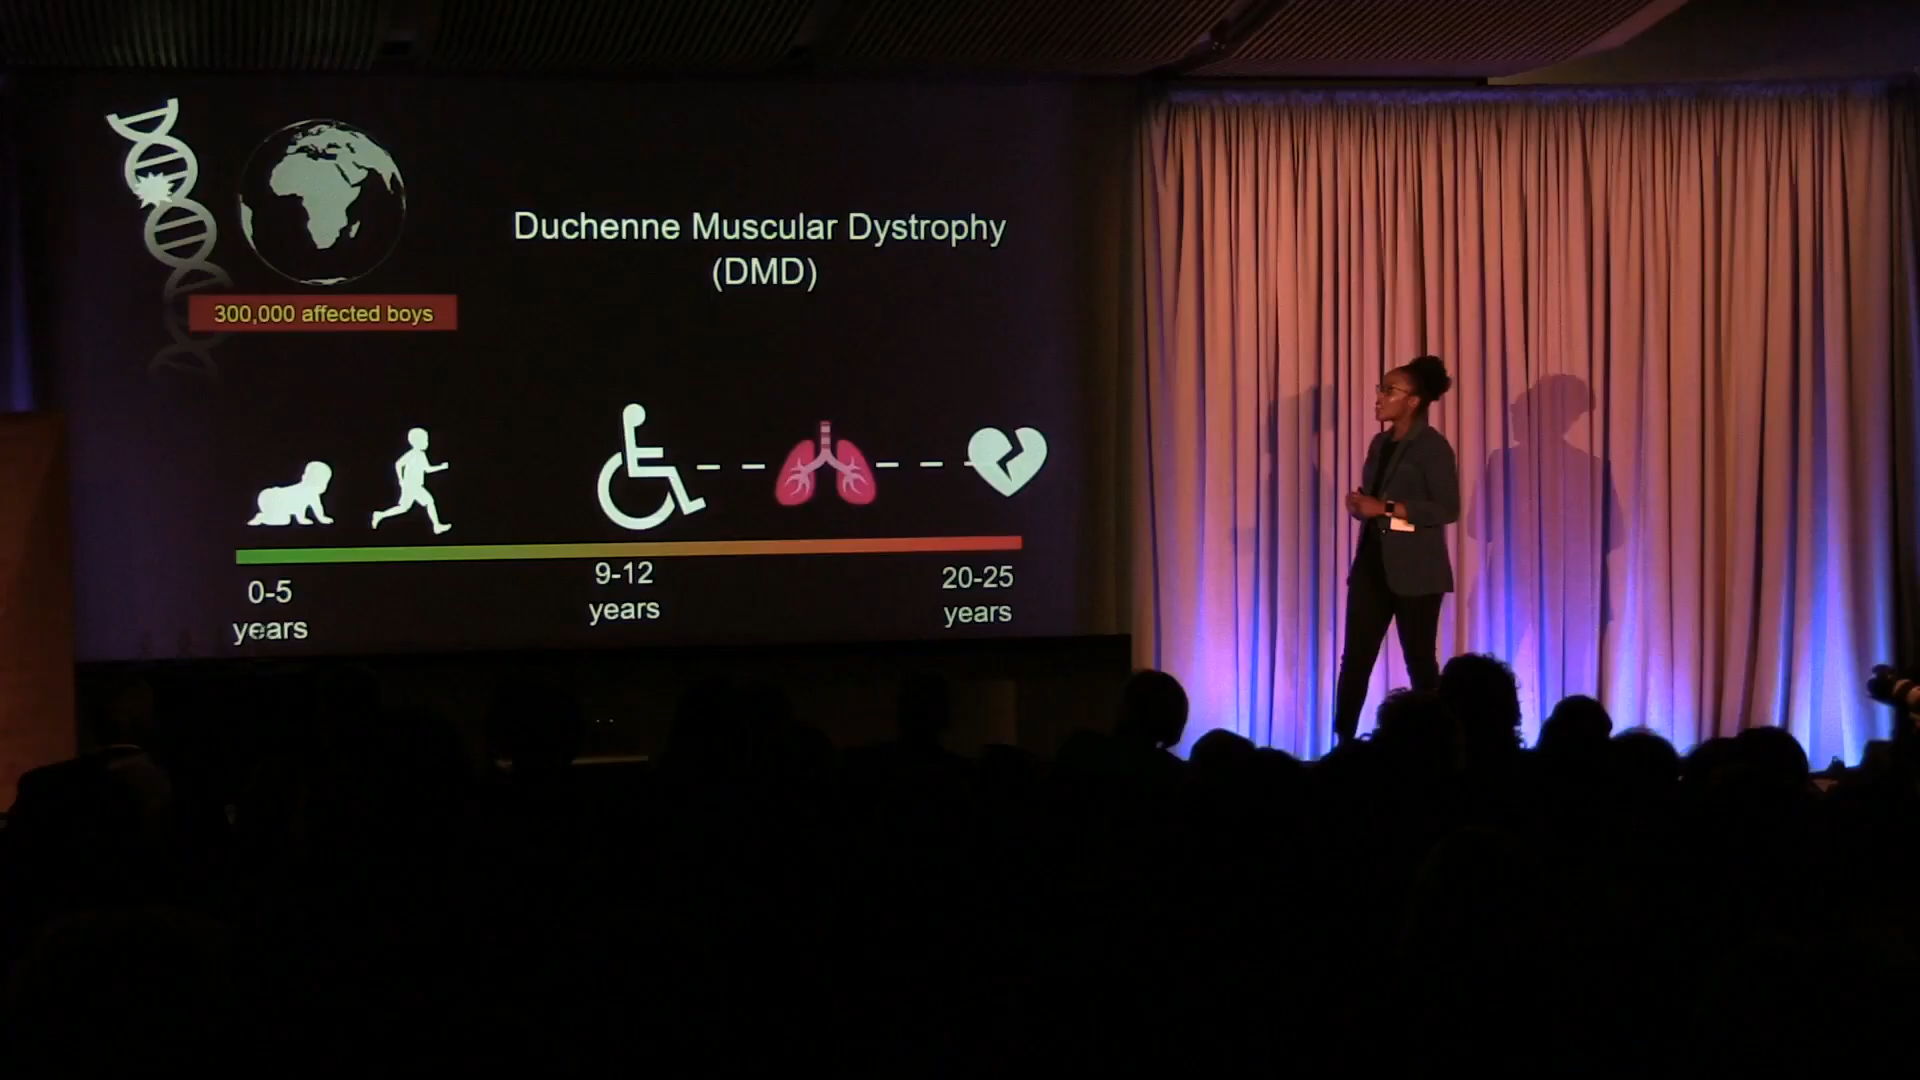 Duchenne Muscular Dystrophy
(DMD)
300,000 affected boys
0-5
years
9-12
years
20-25
years